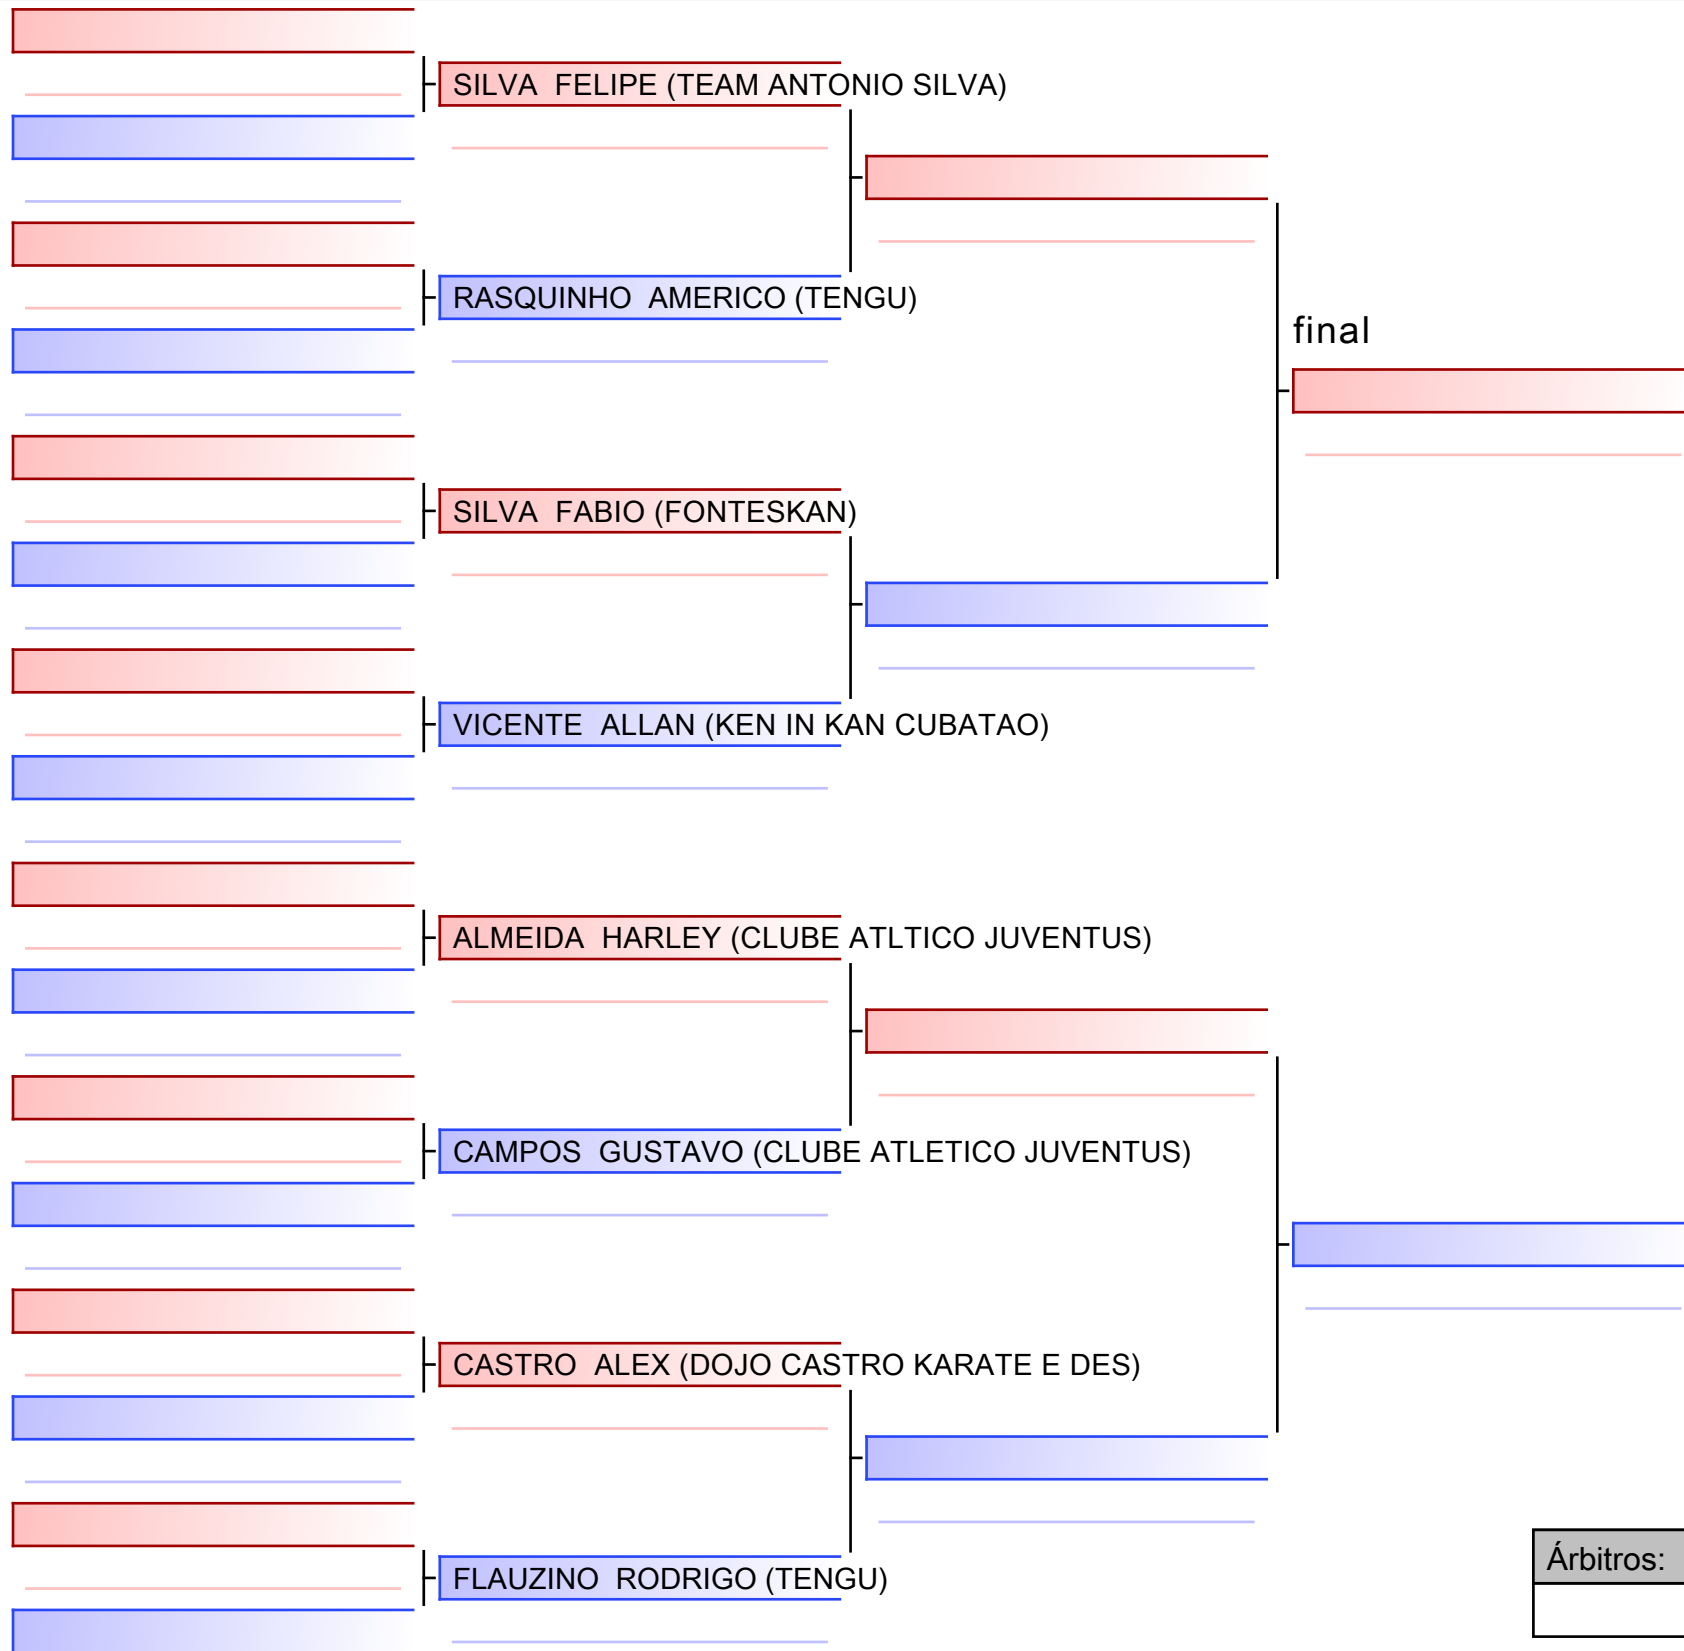 SILVA  FELIPE (TEAM ANTONIO SILVA)
RASQUINHO  AMERICO (TENGU)
final
SILVA  FABIO (FONTESKAN)
VICENTE  ALLAN (KEN IN KAN CUBATAO)
ALMEIDA  HARLEY (CLUBE ATLTICO JUVENTUS)
CAMPOS  GUSTAVO (CLUBE ATLETICO JUVENTUS)
CASTRO  ALEX (DOJO CASTRO KARATE E DES)
FLAUZINO  RODRIGO (TENGU)
Árbitros: